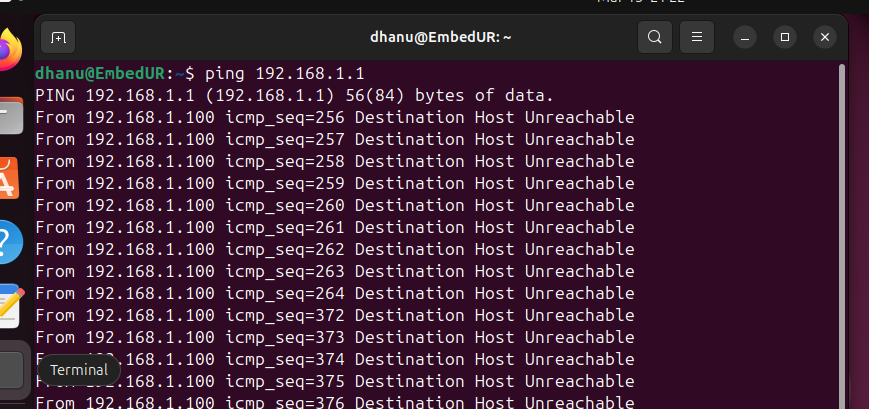 dhanu@EmbedUR: ~
dhanu@EmbedUR:~$ ping 192.168.1.1
PING 192.168.1.1 (192.168.1.1) 56(84) bytes of data.
From 192.168.1.100 icmp_seq=256 Destination Host Unreachable
From 192.168.1.100 icmp_seq=257 Destination Host Unreachable
From 192.168.1.100 icmp_seq=258 Destination Host Unreachable
From 192.168.1.100 icmp_seq=259 Destination Host Unreachable
From 192.168.1.100 icmp_seq=260 Destination Host Unreachable
From 192.168.1.100 icmp_seq=261 Destination Host Unreachable
From 192.168.1.100 icmp_seq=262 Destination Host Unreachable
From 192.168.1.100 icmp_seq=263 Destination Host Unreachable
From 192.168.1.100 icmp_seq=264 Destination Host Unreachable
From 192.168.1.100 icmp_seq=372 Destination Host Unreachable
From 192.168.1.100 icmp_seq=373 Destination Host Unreachable
From .168.1.100 icmp_seq=374 Destination Host Unreachable
Terminal
From .168.1.100 icmp_seq=375 Destination Host Unreachable
From 192.168.1.100 icmp_seq=376 Destination Host Unreachable